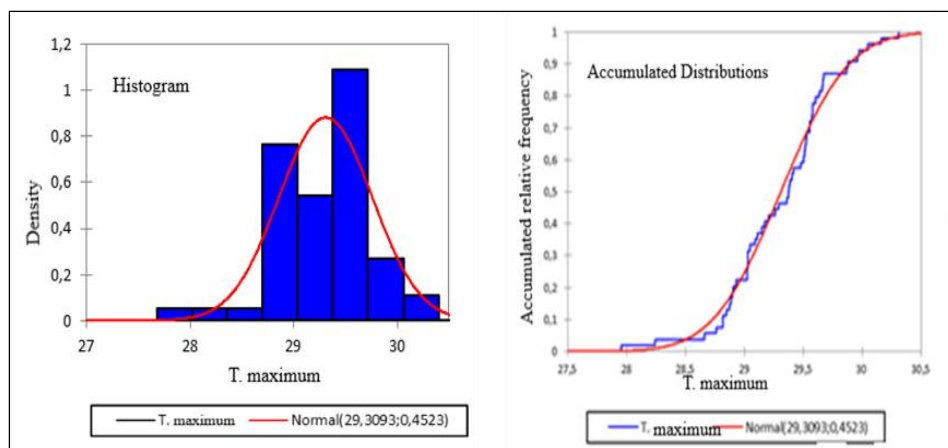 Histogram
Density
1,2
1
0,8
0,6
0,4
0,2
0
27
28
29
30
T. maximum
T. maximum
Normal(29,3093;0,4523)
Accumulated Distributions
Accumulated relative frequency
1
0,9
0,8
0,7
0,6
0,5
0,4
0,3
0,2
0,1
0
27,5
28
28,5
29
29,5
30
30,5
T. maximum
T. maximum
Normal(29,3093;0,4523)